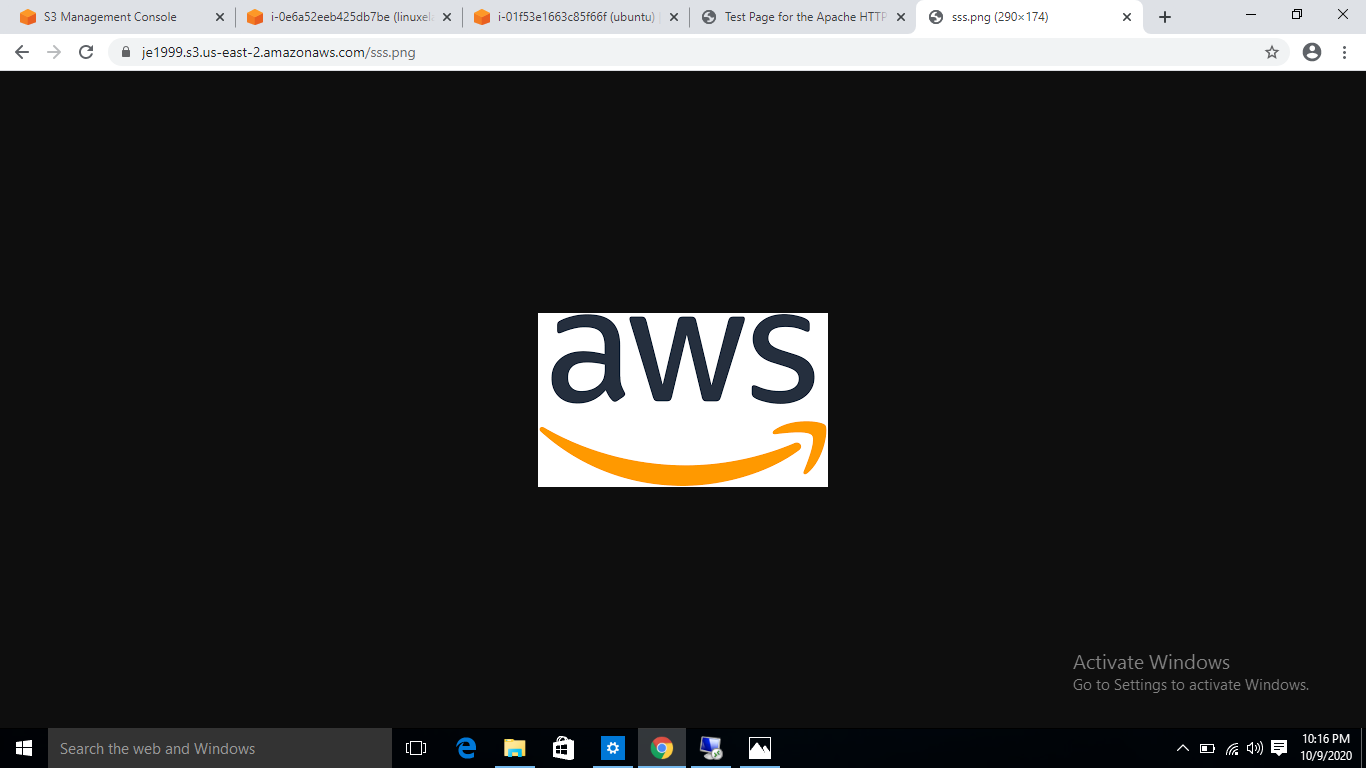 S3 Management Console
i-0e6a52eeb425db7be (linuxel
i-01f53e1663c85f66f (ubuntu)
Test Page for the Apache HTTP
sss.png (290×174)
je1999.s3.us-east-2.amazonaws.com/sss.png
aws
Activate Windows
Go to Settings to activate Windows.
Search the web and Windows
10:16 PM
10/9/2020